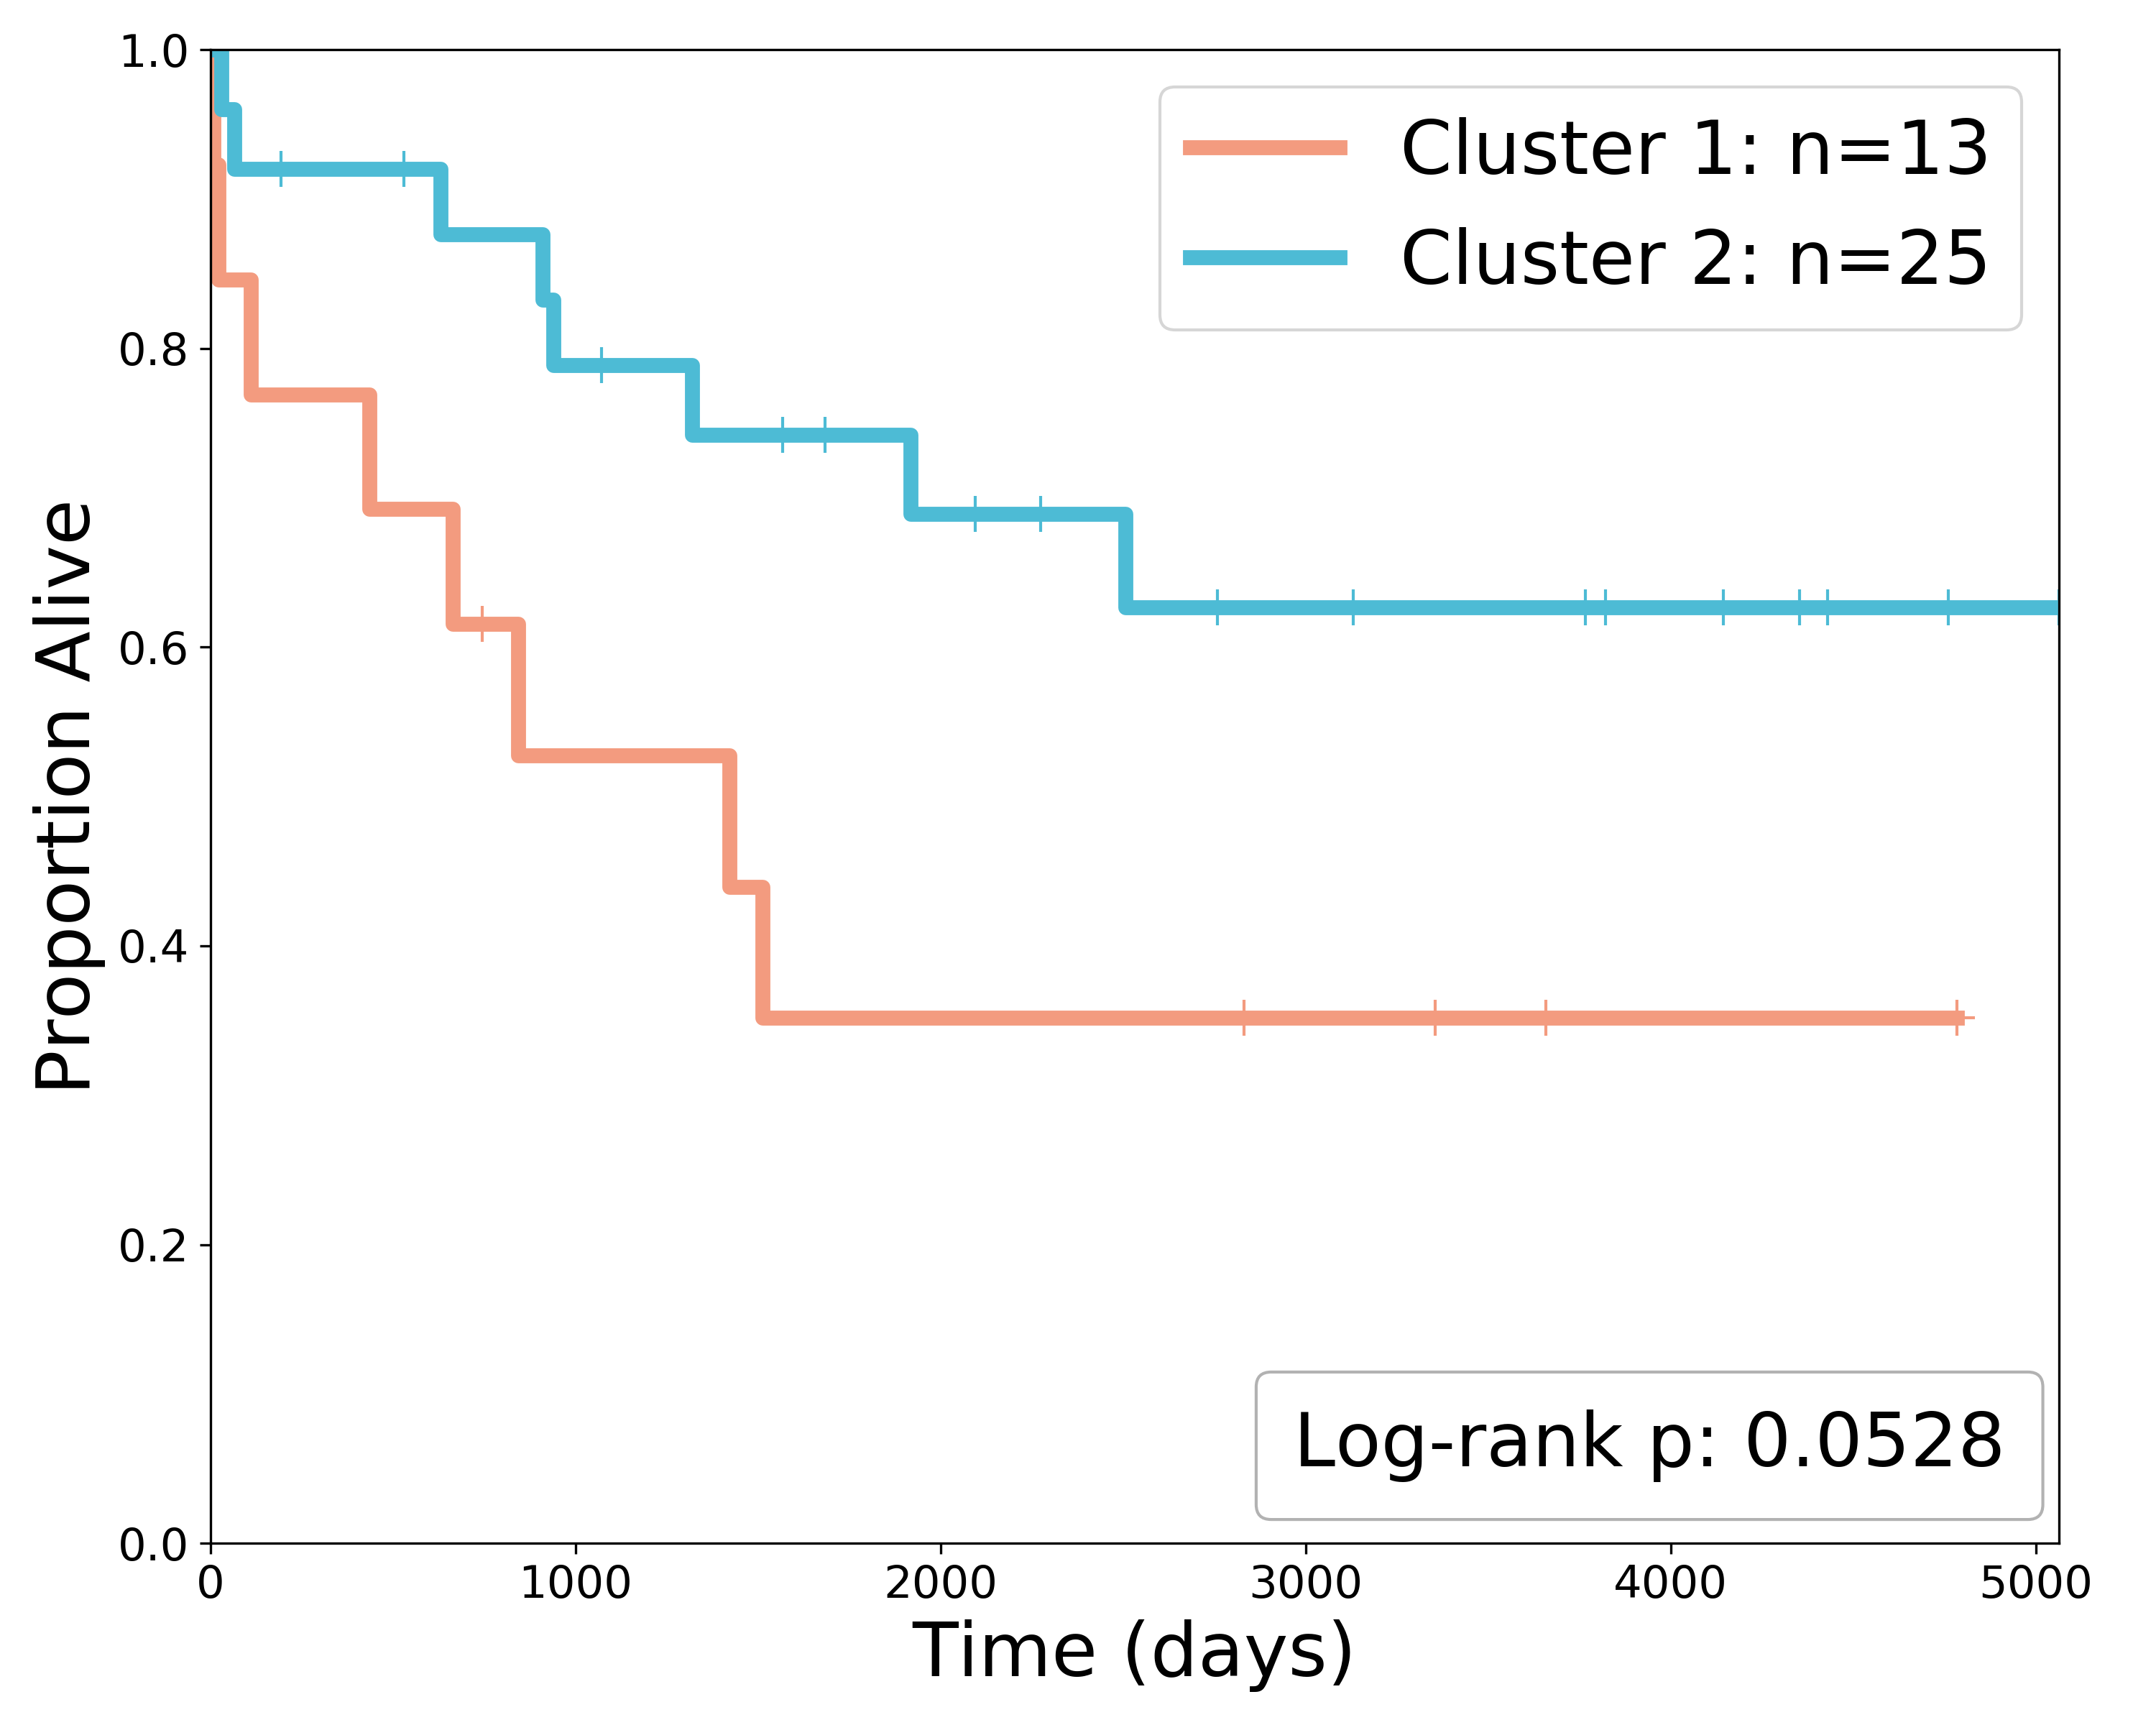 1.0
0.8
0.6
0.4
0.2
0.0
Proportion Alive
Cluster 1: n=13
Cluster 2: n=25
Log-rank p: 0.0528
0 1000 2000 3000 4000 5000
Time (days)